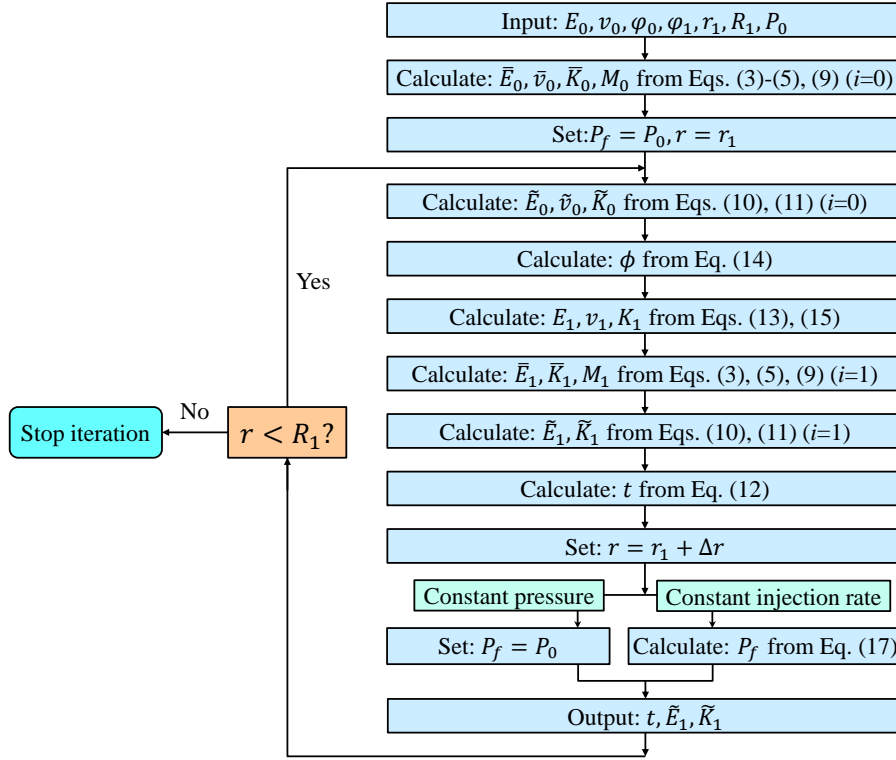 Input: E₀, v₀, φ₀, φ₁, r₁, R₁, P₀
Calculate: Ē₀, v̄₀, K̄₀, M₀ from Eqs. (3)-(5), (9) (i=0)
Set:P_f = P₀, r = r₁
Calculate: Ẽ₀, ṽ₀, K̃₀ from Eqs. (10), (11) (i=0)
Calculate: ϕ from Eq. (14)
Yes
Calculate: E₁, v₁, K₁ from Eqs. (13), (15)
Calculate: Ē₁, K̄₁, M₁ from Eqs. (3), (5), (9) (i=1)
No
Stop iteration
r < R₁?
Calculate: Ẽ₁, K̃₁ from Eqs. (10), (11) (i=1)
Calculate: t from Eq. (12)
Set: r = r₁ + Δr
Constant pressure
Constant injection rate
Set: P_f = P₀
Calculate: P_f from Eq. (17)
Output: t, Ẽ₁, K̃₁